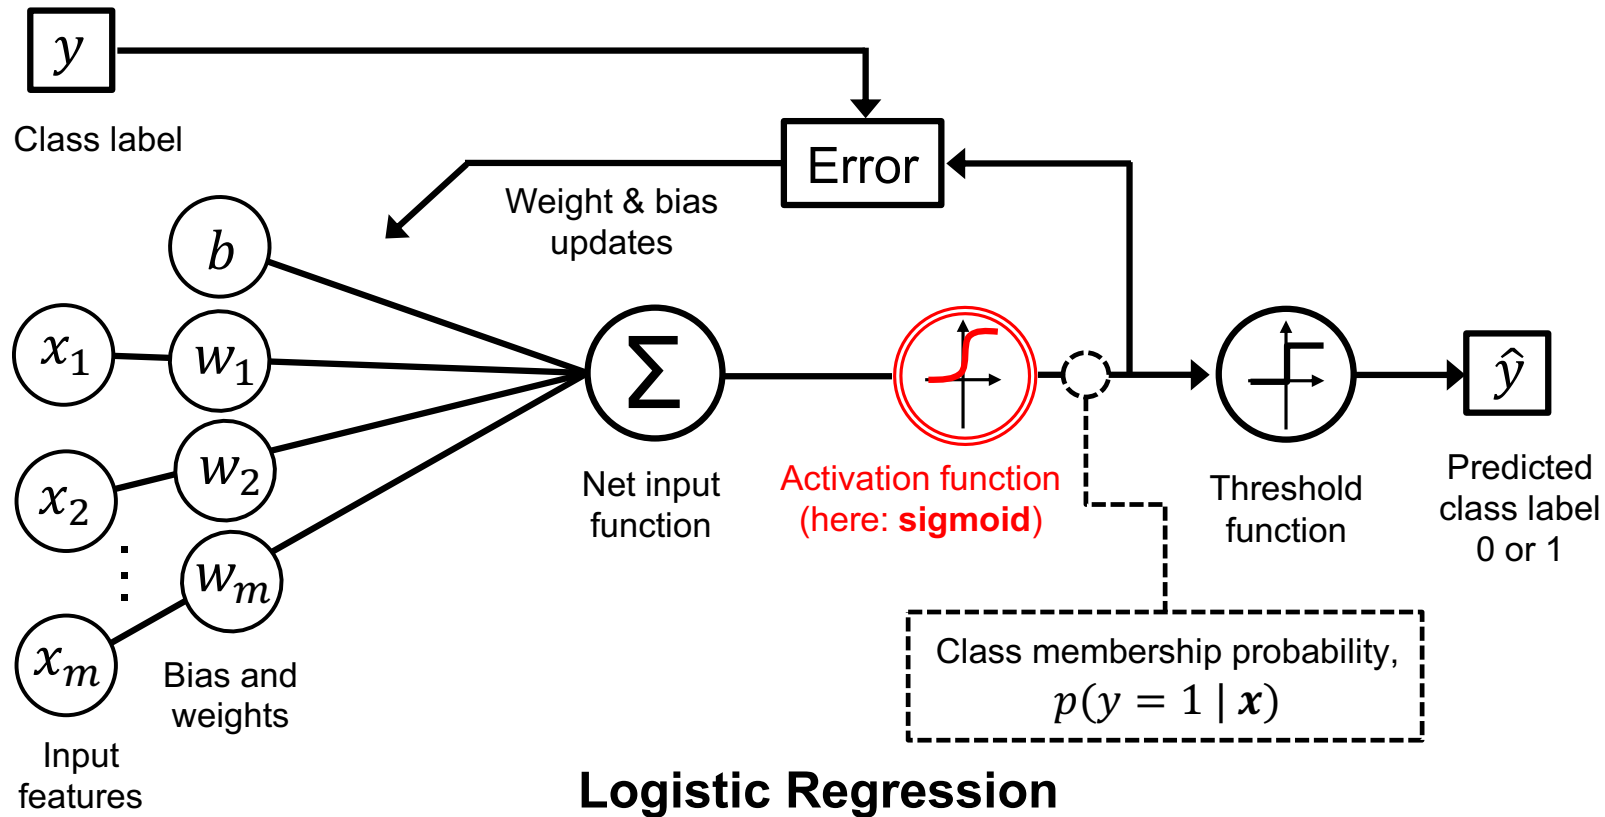 y
Class label
Error
Weight & bias
updates
b
x₁
w₁
x₂
w₂
⋮
xₘ
wₘ
Bias and
weights
Input
features
Σ
Net input
function
Activation function
(here: sigmoid)
Threshold
function
ŷ
Predicted
class label
0 or 1
Class membership probability,
p(y = 1 | x)
Logistic Regression